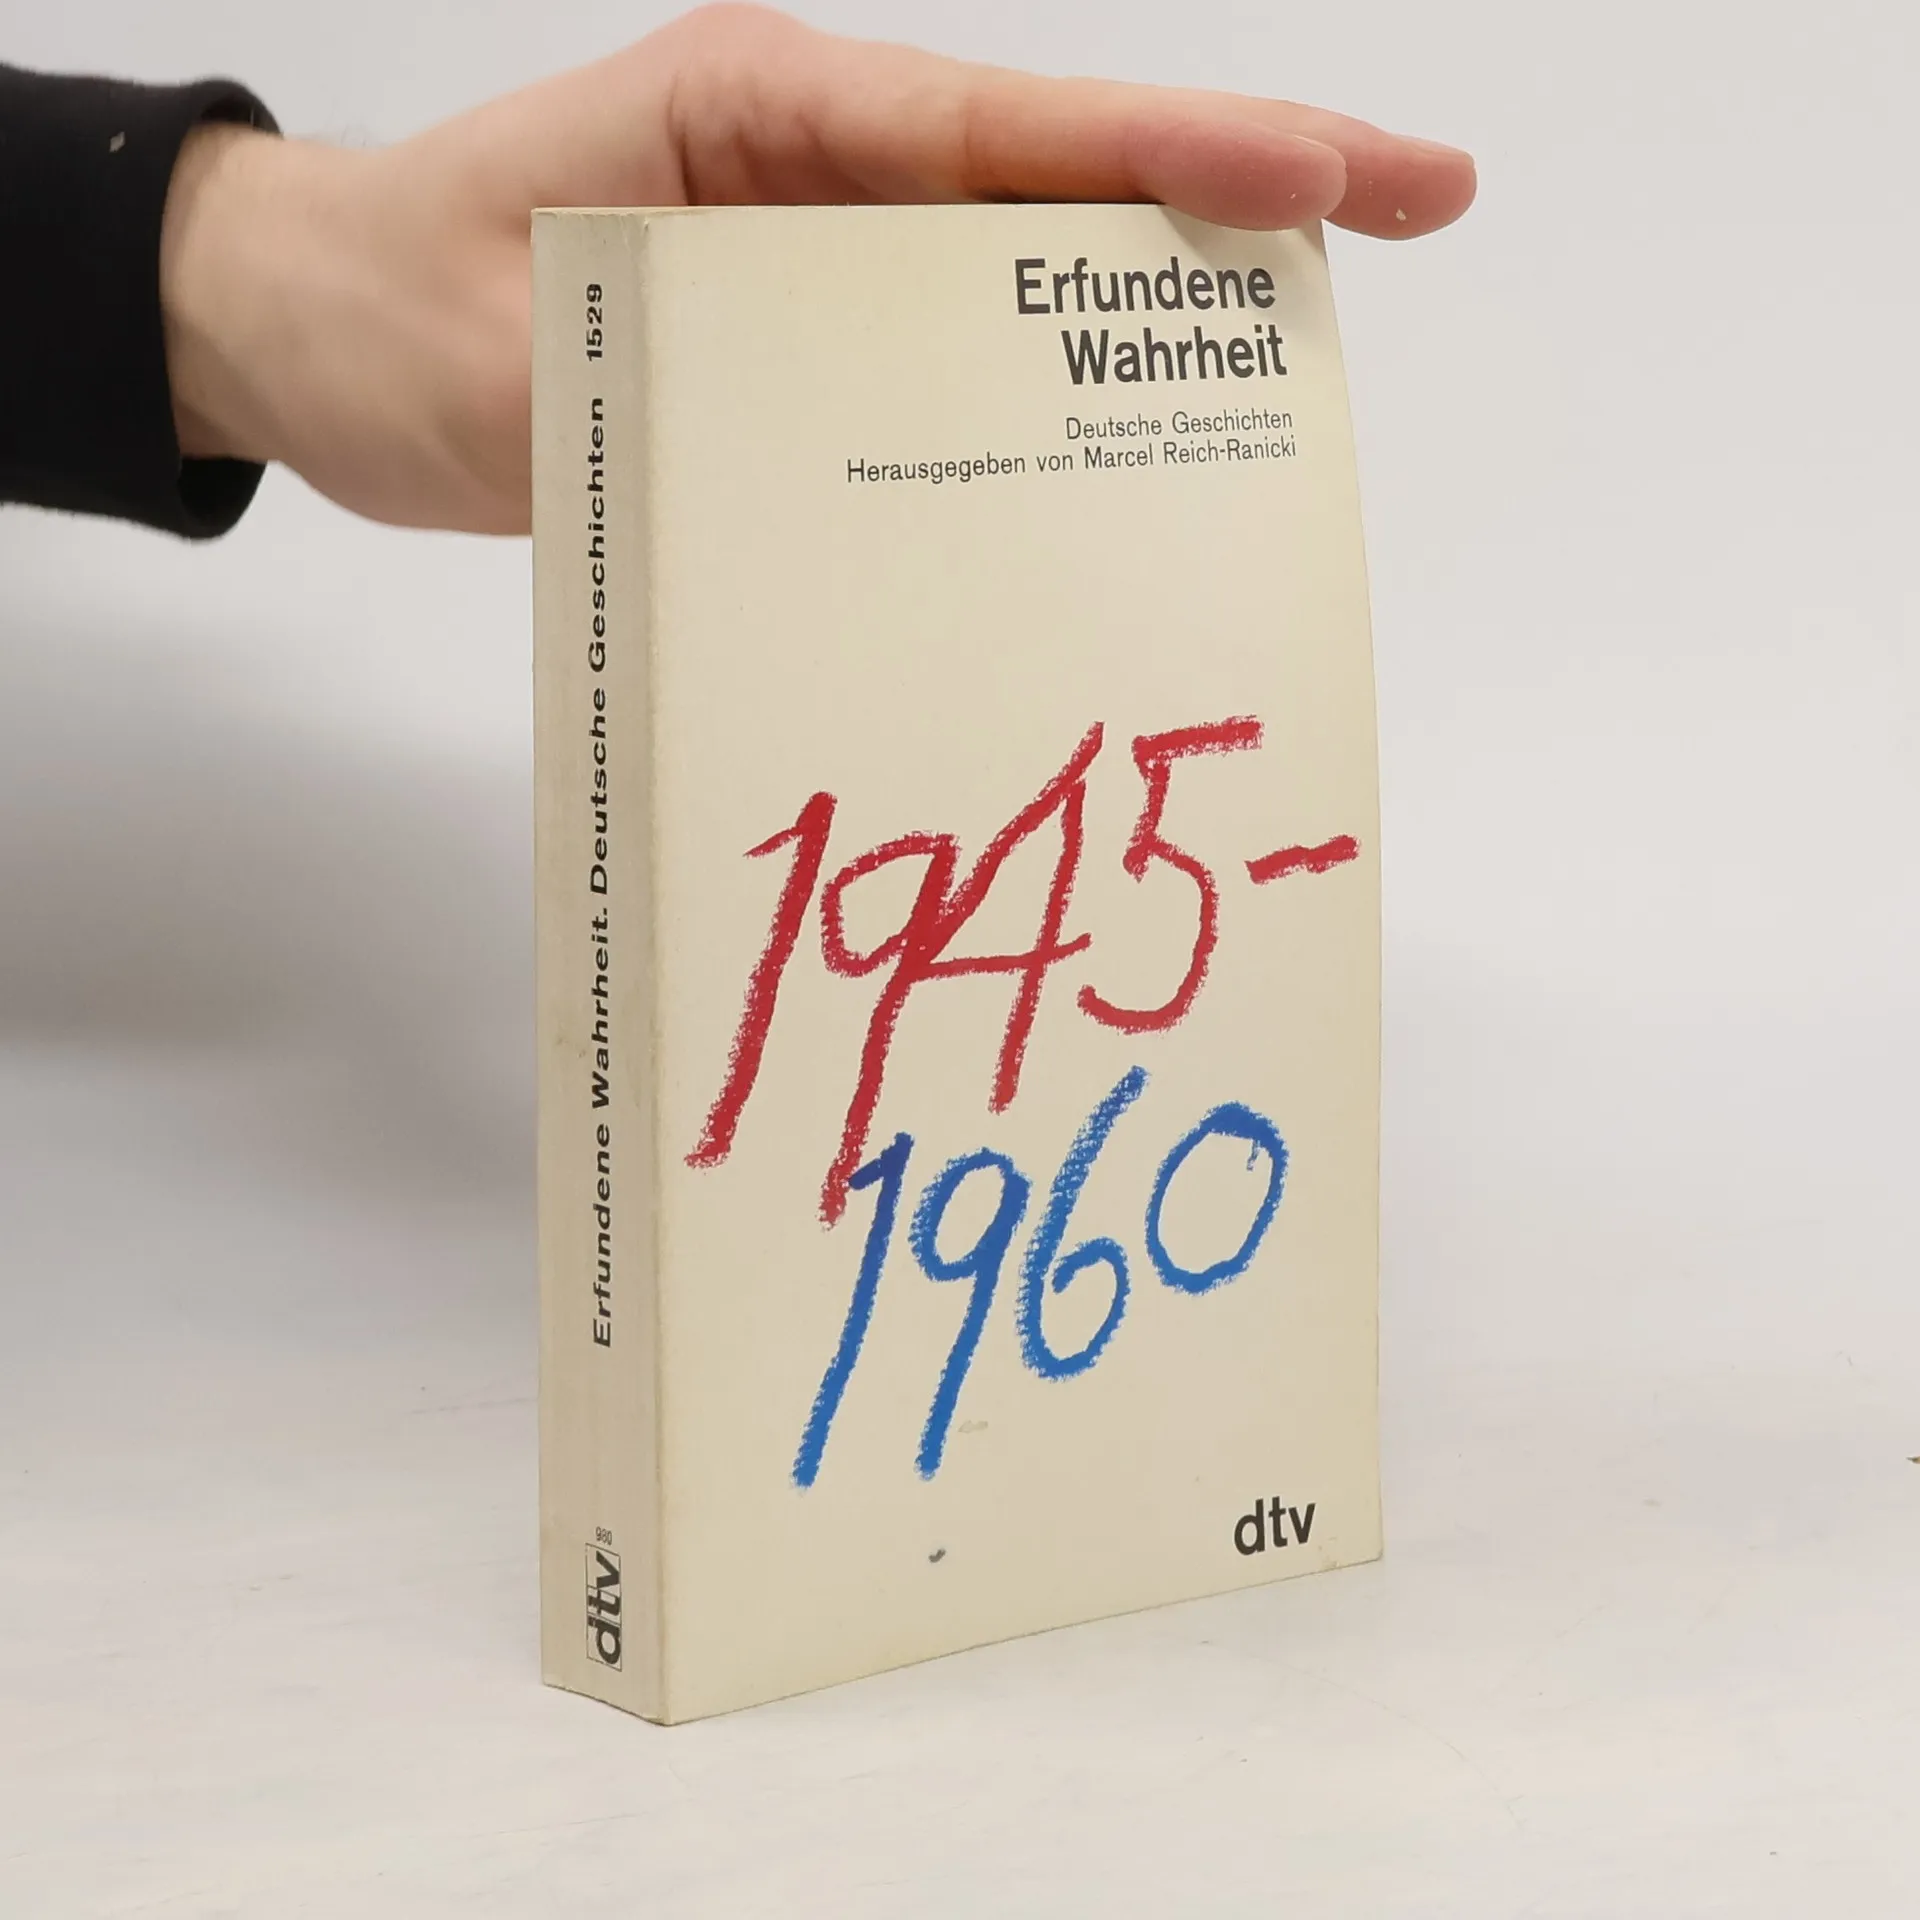 Erfundene
Wahrheit
Deutsche Geschichten
Herausgegeben von Marcel Reich-Ranicki
1945-
1960
dtv
Erfundene Wahrheit. Deutsche Geschichten 1529
980
dtv